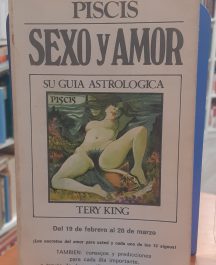 PISCIS
SEXO y AMOR
SU GUIA ASTROLOGICA
PISCIS
TERY KING
Del 19 de febrero al 20 de marzo
(Los secretos del amor para usted y cada uno de los 12 signos)
TAMBIEN: consejos y predicciones
para cada día importante.